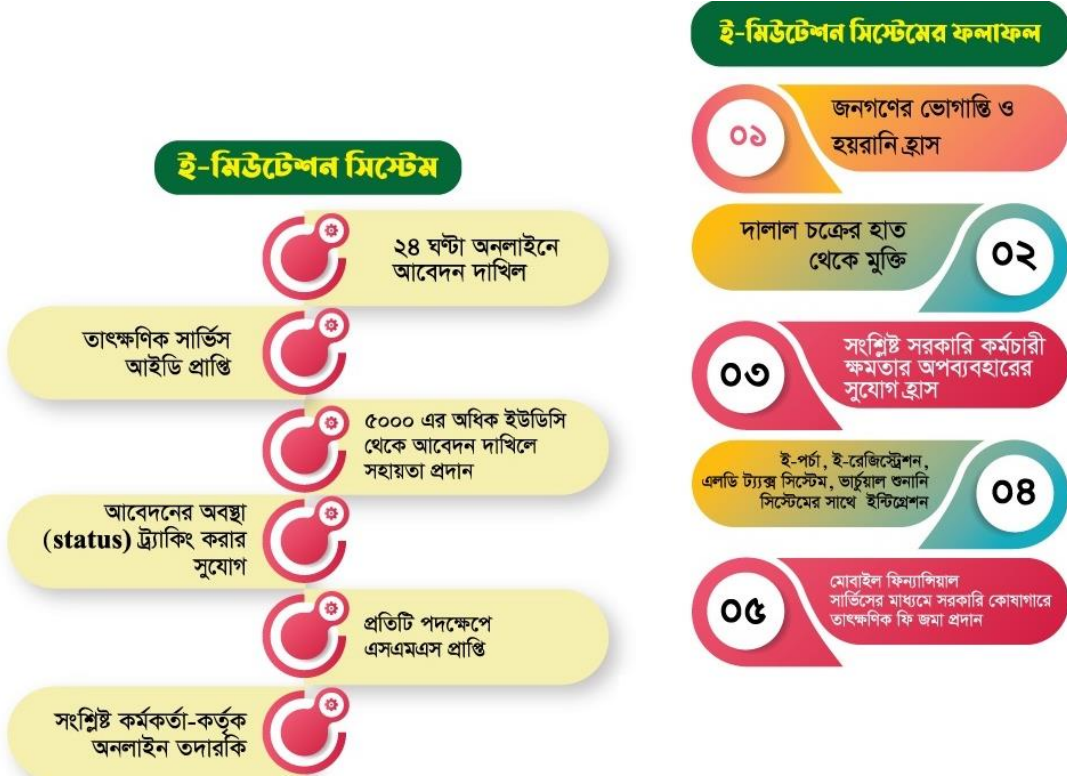 ই-মিউটেশন সিস্টেম
২৪ ঘণ্টা অনলাইনে
আবেদন দাখিল
তাৎক্ষণিক সার্ভিস
আইডি প্রাপ্তি
৫০০০ এর অধিক ইউডিসি
থেকে আবেদন দাখিলে
সহায়তা প্রদান
আবেদনের অবস্থা
(status) ট্র্যাকিং করার
সুযোগ
প্রতিটি পদক্ষেপে
এসএমএস প্রাপ্তি
সংশ্লিষ্ট কর্মকর্তা-কর্তৃক
অনলাইন তদারকি
ই-মিউটেশন সিস্টেমের ফলাফল
০১
জনগণের ভোগান্তি ও
হয়রানি হ্রাস
দালাল চক্রের হাত
থেকে মুক্তি
০২
০৩
সংশ্লিষ্ট সরকারি কর্মচারী
ক্ষমতার অপব্যবহারের
সুযোগ হ্রাস
ই-পর্চা, ই-রেজিস্ট্রেশন,
এলডি ট্যাক্স সিস্টেম, ভার্চুয়াল শুনানি
সিস্টেমের সাথে ইন্টিগ্রেশন
০৪
০৫
মোবাইল ফিন্যান্সিয়াল
সার্ভিসের মাধ্যমে সরকারি কোষাগারে
তাৎক্ষণিক ফি জমা প্রদান